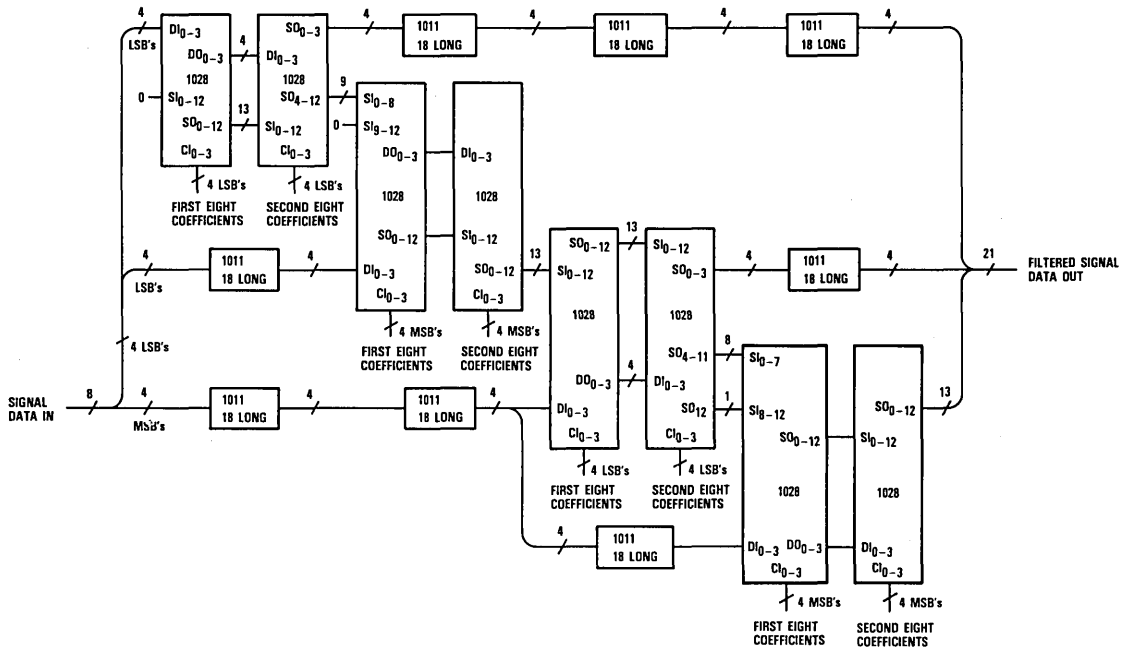 4
LSB's
DI0–3
DO0–3
1028
0
SI0–12
SO0–12
CI0–3
4 LSB's
FIRST EIGHT
COEFFICIENTS
4
13
SO0–3
DI0–3
1028
SO4–12
SI0–12
CI0–3
4 LSB's
SECOND EIGHT
COEFFICIENTS
4
1011
18 LONG
4
1011
18 LONG
4
1011
18 LONG
4
9
0
SI0–8
SI9–12
DO0–3
1028
SO0–12
DI0–3
CI0–3
4 MSB's
FIRST EIGHT
COEFFICIENTS
DI0–3
1028
SI0–12
SO0–12
CI0–3
4 MSB's
SECOND EIGHT
COEFFICIENTS
4
LSB's
1011
18 LONG
4
13
SO0–12
SI0–12
1028
DO0–3
DI0–3
CI0–3
4 LSB's
FIRST EIGHT
COEFFICIENTS
13
4
SI0–12
SO0–3
1028
SO4–11
DI0–3
SO12
CI0–3
4 LSB's
SECOND EIGHT
COEFFICIENTS
4
1011
18 LONG
4
21
FILTERED SIGNAL
DATA OUT
4 LSB's
SIGNAL
DATA IN
8
4
MSB's
1011
18 LONG
4
1011
18 LONG
4
8
1
SI0–7
SI8–12
SO0–12
1028
DI0–3
DO0–3
CI0–3
4 MSB's
FIRST EIGHT
COEFFICIENTS
SO0–12
SI0–12
1028
DI0–3
CI0–3
4 MSB's
SECOND EIGHT
COEFFICIENTS
13
4
1011
18 LONG